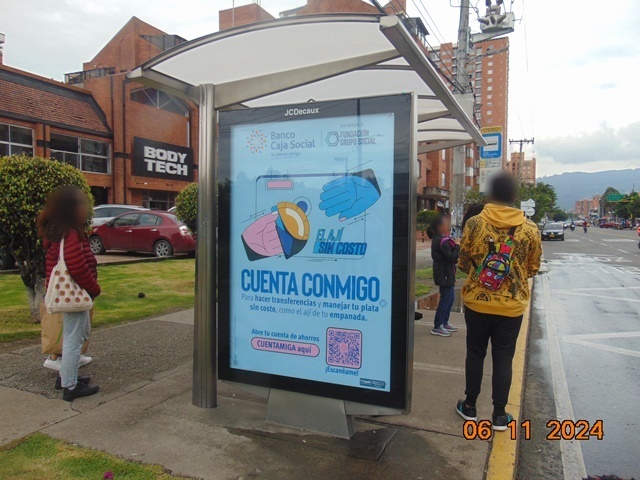 JCDecaux
Banco
Caja Social
FUNDACIÓN
GRUPO SOCIAL
BODY
TECH
EL AJÍ
SIN COSTO
CUENTA CONMIGO
Para hacer transferencias y manejar tu plata
sin costo, como el ají de tu empanada.
Abre tu cuenta de ahorros
CUENTAMIGA aquí
¡Escanéame!
06 11 2024